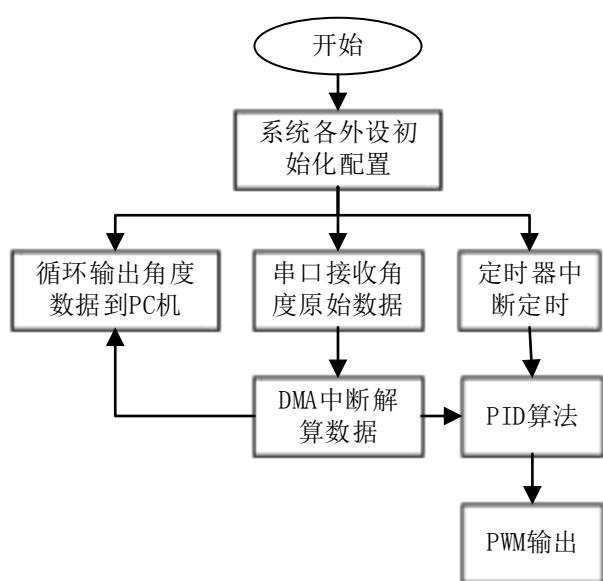 开始
系统各外设初
始化配置
循环输出角度
数据到PC机
串口接收角
度原始数据
定时器中
断定时
DMA中断解
算数据
PID算法
PWM输出